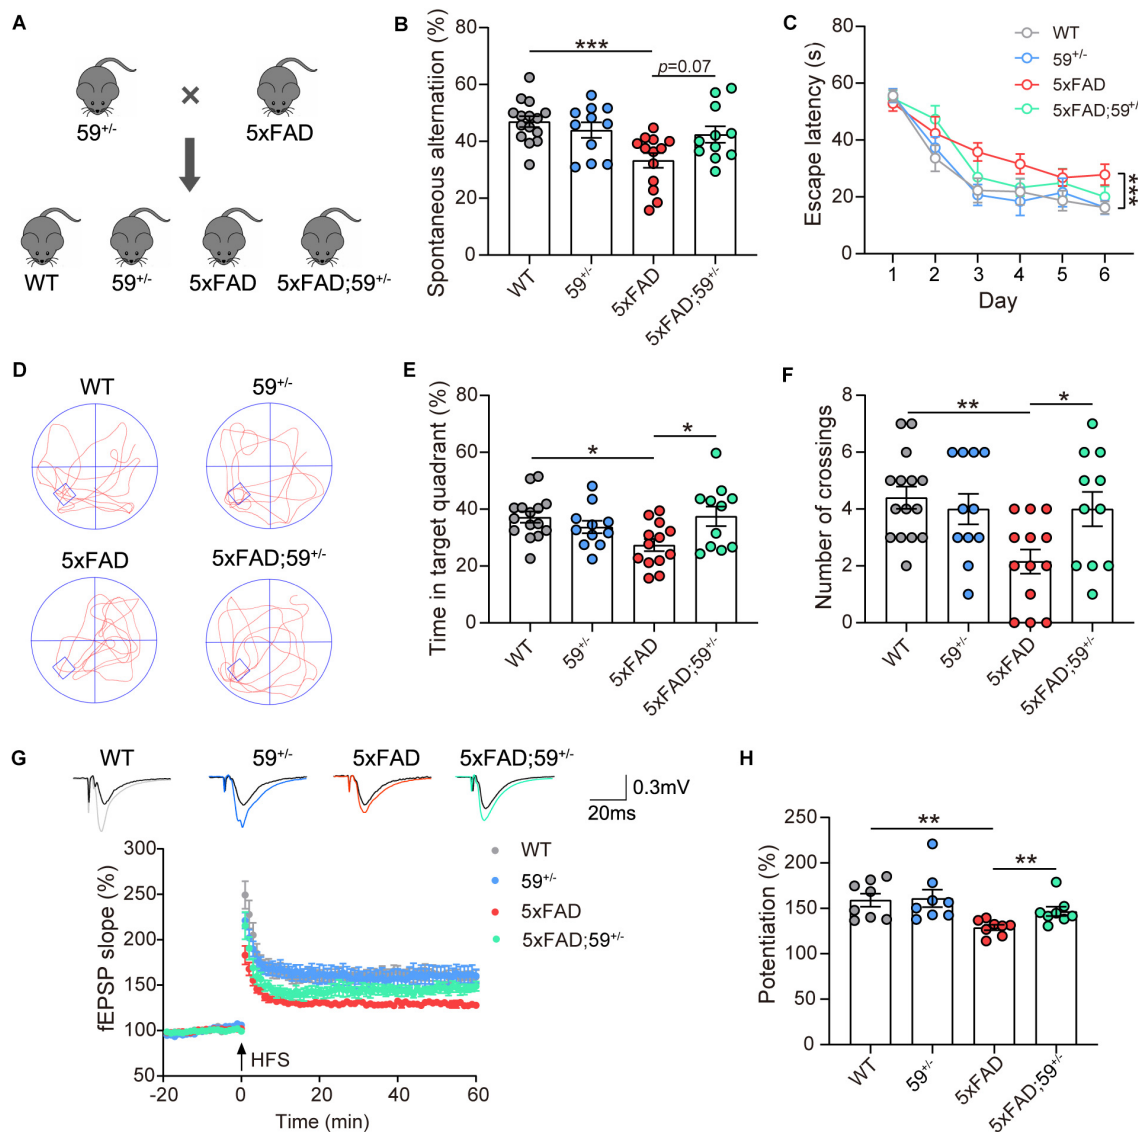 A
59+/-
×
5xFAD
WT
59+/-
5xFAD
5xFAD;59+/-
B
Spontaneous alternatiion (%)
80
60
40
20
0
***
p=0.07
WT
59+/-
5xFAD
5xFAD;59+/-
C
Escape latency (s)
80
60
40
20
0
WT
59+/-
5xFAD
5xFAD;59+/
***
1 2 3 4 5 6
Day
D
WT
59+/-
5xFAD
5xFAD;59+/-
E
Time in target quadrant (%)
80
60
40
20
0
*
*
WT
59+/-
5xFAD
5xFAD;59+/-
F
Number of crossings
8
6
4
2
0
**
*
WT
59+/-
5xFAD
5xFAD;59+/-
G
WT
59+/-
5xFAD
5xFAD;59+/-
0.3mV
20ms
fEPSP slope (%)
300
250
200
150
100
50
WT
59+/-
5xFAD
5xFAD;59+/-
HFS
-20 0 20 40 60
Time (min)
H
Potentiation (%)
250
200
150
100
50
0
**
**
WT
59+/-
5xFAD
5xFAD;59+/-